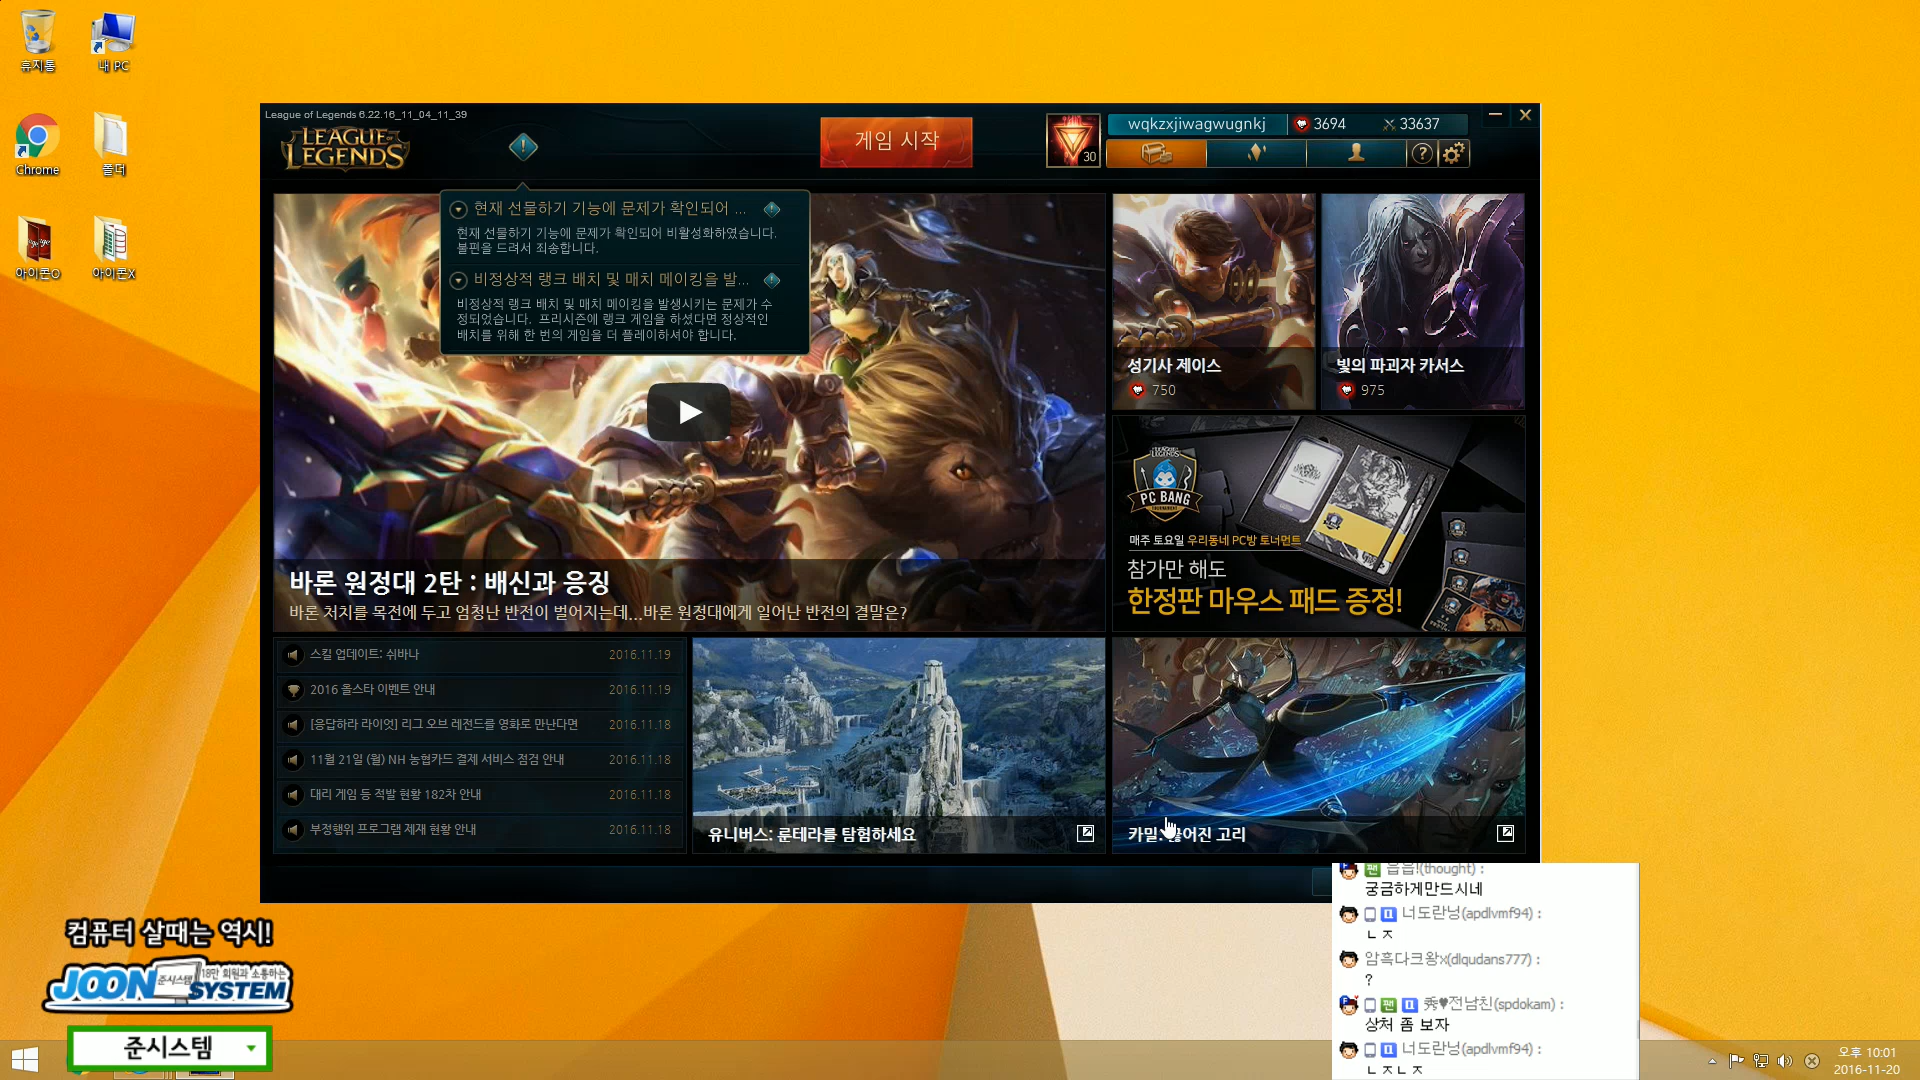 휴지통
내 PC
Chrome
폴더
아이콘O
아이콘X
League of Legends 6.22.16_11_04_11_39
LEAGUE of LEGENDS
게임 시작
30
wqkzxjiwagwugnkj
3694
33637
현재 선물하기 기능에 문제가 확인되어 ...
현재 선물하기 기능에 문제가 확인되어 비활성화하였습니다.
불편을 드려서 죄송합니다.
비정상적 랭크 배치 및 매치 메이킹을 발...
비정상적 랭크 배치 및 매치 메이킹을 발생시키는 문제가 수
정되었습니다. 프리시즌에 랭크 게임을 하셨다면 정상적인
배치를 위해 한 번의 게임을 더 플레이하셔야 합니다.
바론 원정대 2탄 : 배신과 응징
바론 처치를 목전에 두고 엄청난 반전이 벌어지는데...바론 원정대에게 일어난 반전의 결말은?
성기사 제이스
750
빛의 파괴자 카서스
975
LEAGUE LEGENDS
PC BANG
TOURNAMENT
매주 토요일 우리동네 PC방 토너먼트
참가만 해도
한정판 마우스 패드 증정!
스킬 업데이트: 쉬바나 2016.11.19
2016 올스타 이벤트 안내 2016.11.19
[응답하라 라이엇] 리그 오브 레전드를 영화로 만난다면 2016.11.18
11월 21일 (월) NH 농협카드 결제 서비스 점검 안내 2016.11.18
대리 게임 등 적발 현황 182차 안내 2016.11.18
부정행위 프로그램 제재 현황 안내 2016.11.18
유니버스: 룬테라를 탐험하세요
카밀: 어진 고리
팬 읍읍!(thought) :
궁금하게만드시네
너도란닝(apdlvmf94) :
ㄴㅈ
암흑다크왕x(dlqudans777) :
?
팬 秀♥전남친(spdokam) :
상처 좀 보자
너도란닝(apdlvmf94) :
ㄴㅈㄴㅈ
컴퓨터 살때는 역시!
JOON 준시스템 18만 회원과 소통하는 SYSTEM
준시스템
오후 10:01
2016-11-20